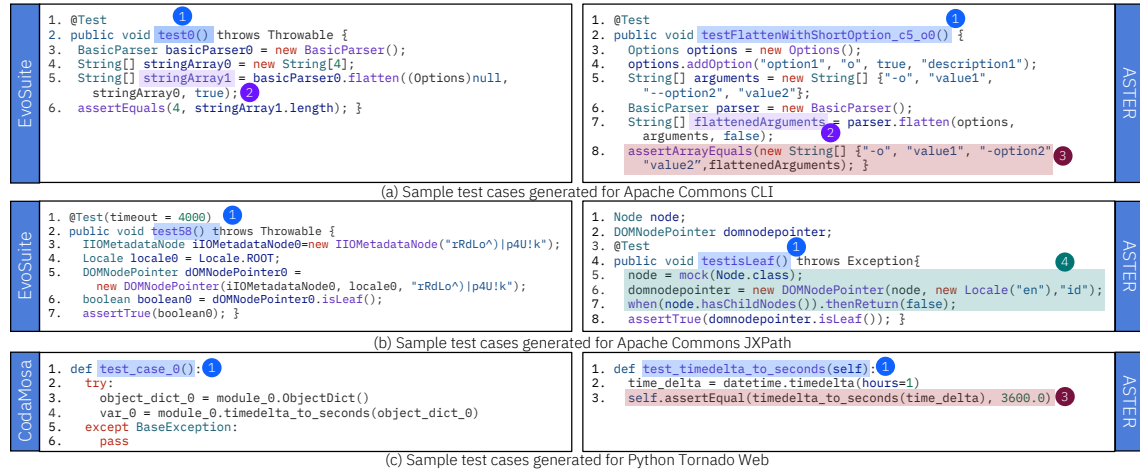 EvoSuite
1
1. @Test
2. public void test0() throws Throwable {
3. BasicParser basicParser0 = new BasicParser();
4. String[] stringArray0 = new String[4];
5. String[] stringArray1 = basicParser0.flatten((Options)null,
stringArray0, true);
2
6. assertEquals(4, stringArray1.length); }
ASTER
1
1. @Test
2. public void testFlattenWithShortOption_c5_o0() {
3. Options options = new Options();
4. options.addOption("option1", "o", true, "description1");
5. String[] arguments = new String[] {"-o", "value1",
"--option2", "value2"};
6. BasicParser parser = new BasicParser();
7. String[] flattenedArguments = parser.flatten(options,
arguments, false);
2
8. assertArrayEquals(new String[] {"-o", "value1", "-option2"
"value2”,flattenedArguments); }
3
(a) Sample test cases generated for Apache Commons CLI
EvoSuite
1. @Test(timeout = 4000)
1
2. public void test58() throws Throwable {
3. IIOMetadataNode iIOMetadataNode0=new IIOMetadataNode("rRdLo^)|p4U!k");
4. Locale locale0 = Locale.ROOT;
5. DOMNodePointer dOMNodePointer0 =
new DOMNodePointer(iIOMetadataNode0, locale0, "rRdLo^)|p4U!k");
6. boolean boolean0 = dOMNodePointer0.isLeaf();
7. assertTrue(boolean0); }
ASTER
1. Node node;
2. DOMNodePointer domnodepointer;
3. @Test
1
4. public void testisLeaf() throws Exception{
4
5. node = mock(Node.class);
6. domnodepointer = new DOMNodePointer(node, new Locale("en"),"id");
7. when(node.hasChildNodes()).thenReturn(false);
8. assertTrue(domnodepointer.isLeaf()); }
(b) Sample test cases generated for Apache Commons JXPath
CodaMosa
1. def test_case_0():
1
2. try:
3. object_dict_0 = module_0.ObjectDict()
4. var_0 = module_0.timedelta_to_seconds(object_dict_0)
5. except BaseException:
6. pass
ASTER
1. def test_timedelta_to_seconds(self):
1
2. time_delta = datetime.timedelta(hours=1)
3. self.assertEqual(timedelta_to_seconds(time_delta), 3600.0)
3
(c) Sample test cases generated for Python Tornado Web